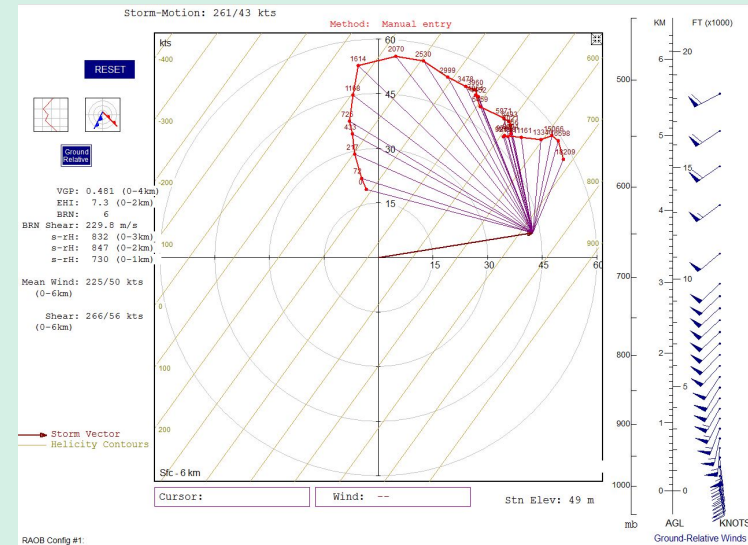 Storm-Motion: 261/43 kts
Method: Manual entry
kts
RESET
Ground
Relative
VGP: 0.481 (0-4km)
EHI: 7.3 (0-2km)
BRN: 6
BRN Shear: 229.8 m/s
s-rH: 832 (0-3km)
s-rH: 847 (0-2km)
s-rH: 730 (0-1km)
Mean Wind: 225/50 kts
(0-6km)
Shear: 266/56 kts
(0-6km)
Storm Vector
Helicity Contours
-400
-300
-200
100
0
100
200
60
45
30
15
15
30
45
60
600
700
800
900
0
72
217
433
725
1168
1614
2070
2530
2999
3478
3960
5971
11161
15066
18209
Sfc - 6 km
Cursor:
Wind: --
Stn Elev: 49 m
500
600
700
800
900
1000
mb
KM
FT (x1000)
6
5
4
3
2
1
0
20
15
10
5
0
AGL
KNOTS
Ground-Relative Winds
RAOB Config #1: